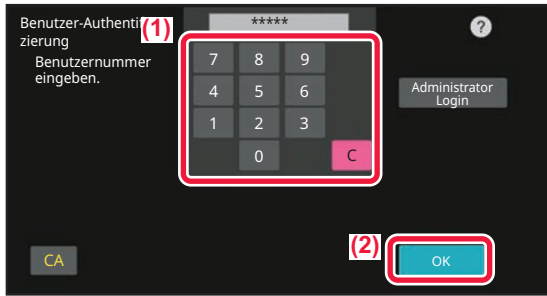 Benutzer-Authenti
zierung
(1)
*****
?
Benutzernummer
eingeben.
7 8 9
4 5 6
1 2 3
0 C
Administrator
Login
(2)
CA
OK